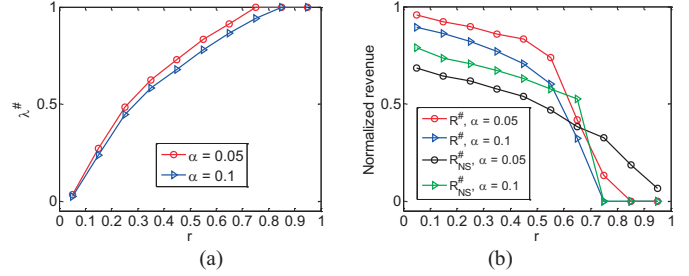 1
0.5
0
0 0.1 0.2 0.3 0.4 0.5 0.6 0.7 0.8 0.9 1
r
λ#
α = 0.05
α = 0.1
(a)
1
0.5
0
0 0.1 0.2 0.3 0.4 0.5 0.6 0.7 0.8 0.9 1
r
Normalized revenue
R#, α = 0.05
R#, α = 0.1
R#NS, α = 0.05
R#NS, α = 0.1
(b)